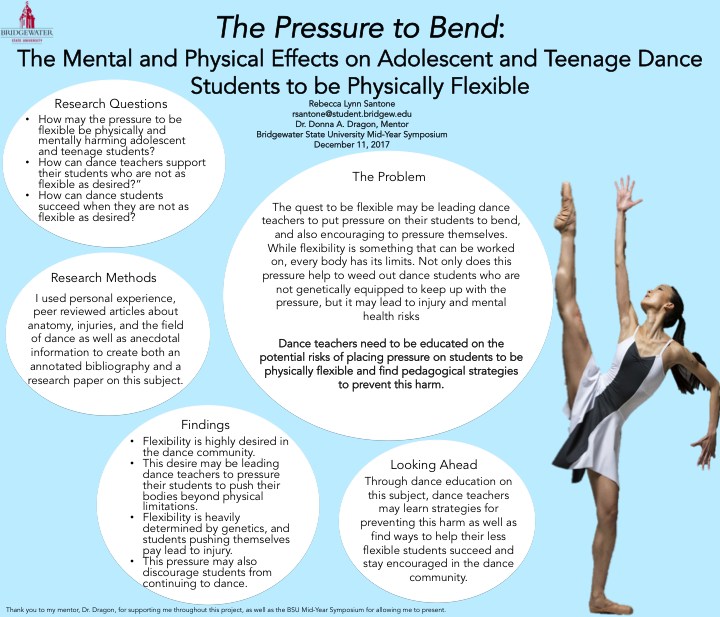 BRIDGEWATER
STATE UNIVERSITY
The Pressure to Bend:
The Mental and Physical Effects on Adolescent and Teenage Dance
Students to be Physically Flexible
Rebecca Lynn Santone
rsantone@student.bridgew.edu
Dr. Donna A. Dragon, Mentor
Bridgewater State University Mid-Year Symposium
December 11, 2017
Research Questions
• How may the pressure to be
flexible be physically and
mentally harming adolescent
and teenage students?
• How can dance teachers support
their students who are not as
flexible as desired?"
• How can dance students
succeed when they are not as
flexible as desired?
The Problem
The quest to be flexible may be leading dance
teachers to put pressure on their students to bend,
and also encouraging to pressure themselves.
While flexibility is something that can be worked
on, every body has its limits. Not only does this
pressure help to weed out dance students who are
not genetically equipped to keep up with the
pressure, but it may lead to injury and mental
health risks
Dance teachers need to be educated on the
potential risks of placing pressure on students to be
physically flexible and find pedagogical strategies
to prevent this harm.
Research Methods
I used personal experience,
peer reviewed articles about
anatomy, injuries, and the field
of dance as well as anecdotal
information to create both an
annotated bibliography and a
research paper on this subject.
Findings
• Flexibility is highly desired in
the dance community.
• This desire may be leading
dance teachers to pressure
their students to push their
bodies beyond physical
limitations.
• Flexibility is heavily
determined by genetics, and
students pushing themselves
pay lead to injury.
• This pressure may also
discourage students from
continuing to dance.
Looking Ahead
Through dance education on
this subject, dance teachers
may learn strategies for
preventing this harm as well as
find ways to help their less
flexible students succeed and
stay encouraged in the dance
community.
Thank you to my mentor, Dr. Dragon, for supporting me throughout this project, as well as the BSU Mid-Year Symposium for allowing me to present.